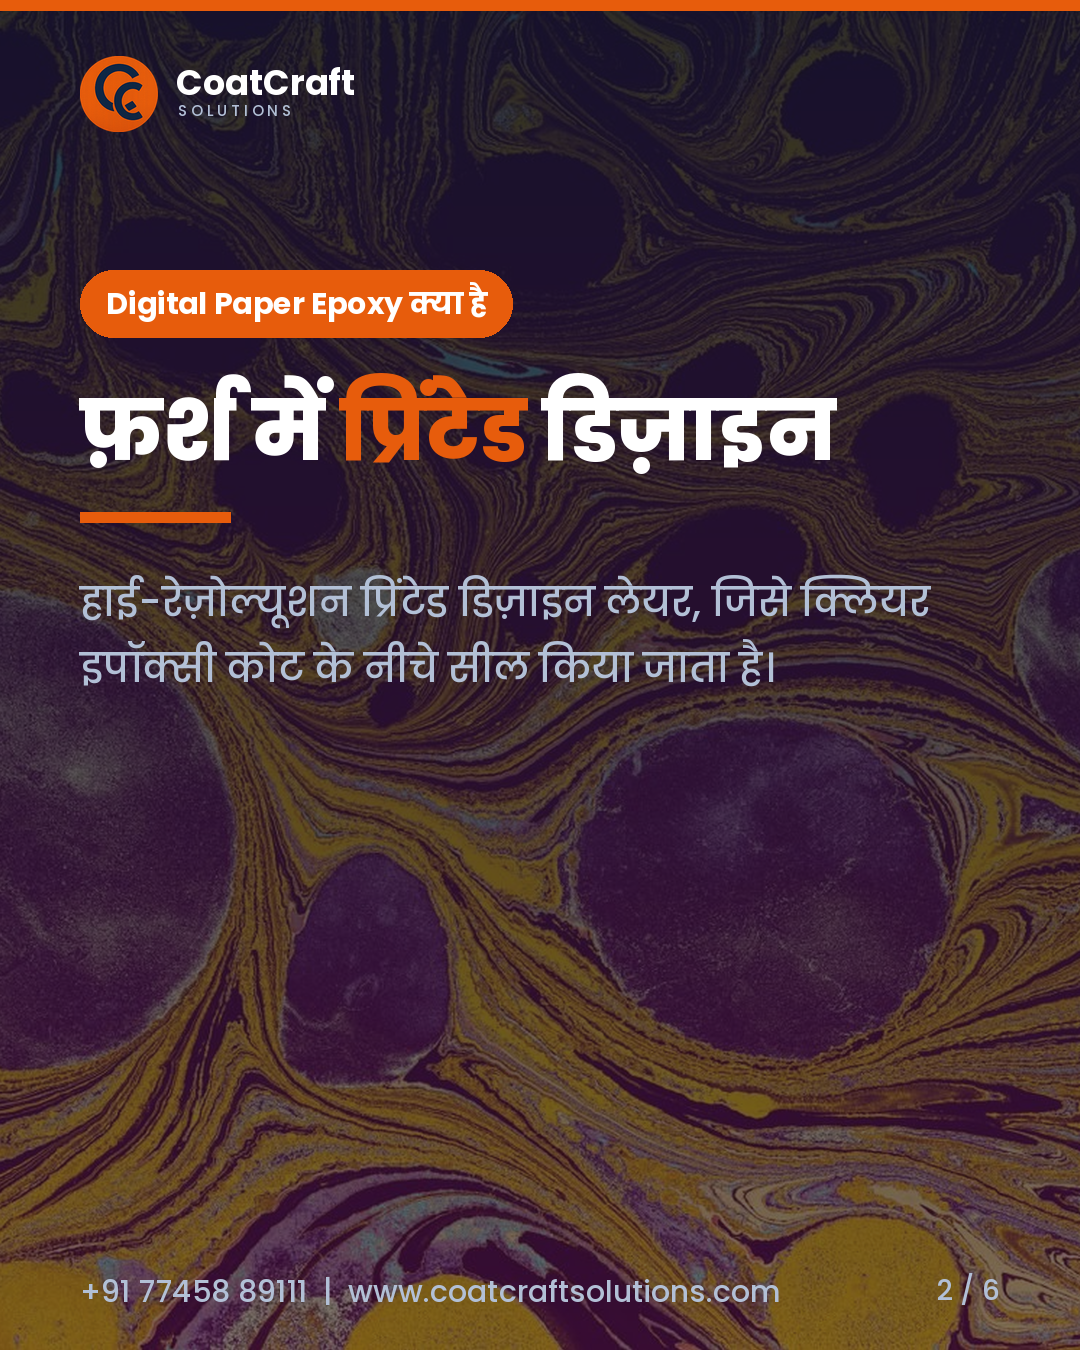 CoatCraft
SOLUTIONS
Digital Paper Epoxy क्या है
फ़र्श में प्रिंटेड डिज़ाइन
हाई-रेज़ोल्यूशन प्रिंटेड डिज़ाइन लेयर, जिसे क्लियर
इपॉक्सी कोट के नीचे सील किया जाता है।
+91 77458 89111 | www.coatcraftsolutions.com
2 / 6